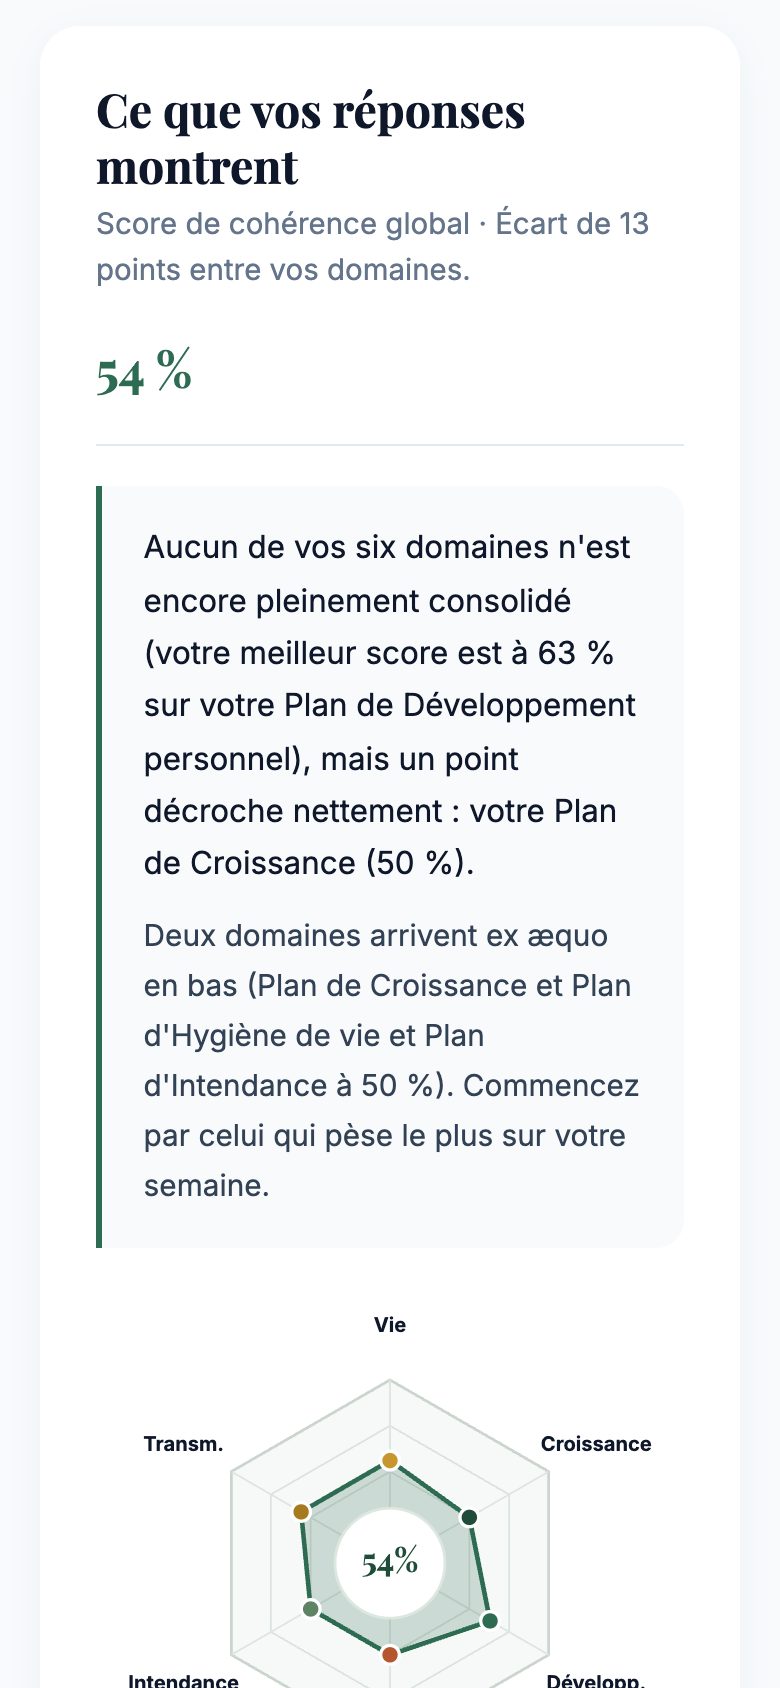 Ce que vos réponses
montrent
Score de cohérence global · Écart de 13
points entre vos domaines.
54 %
Aucun de vos six domaines n'est
encore pleinement consolidé
(votre meilleur score est à 63 %
sur votre Plan de Développement
personnel), mais un point
décroche nettement : votre Plan
de Croissance (50 %).
Deux domaines arrivent ex æquo
en bas (Plan de Croissance et Plan
d'Hygiène de vie et Plan
d'Intendance à 50 %). Commencez
par celui qui pèse le plus sur votre
semaine.
Vie
Transm.
Croissance
54%
Intendance
Développ.